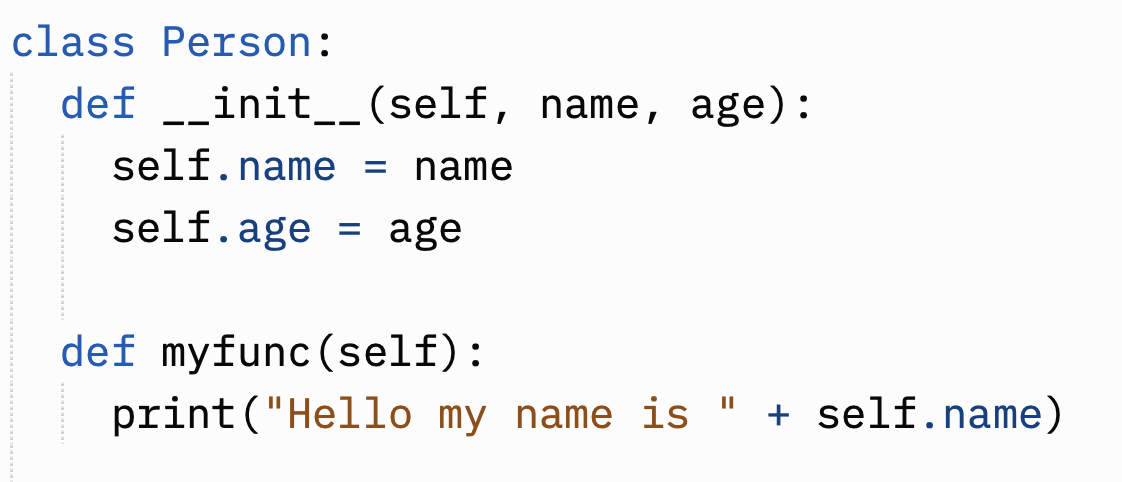 class Person:
  def __init__(self, name, age):
    self.name = name
    self.age = age

  def myfunc(self):
    print("Hello my name is " + self.name)